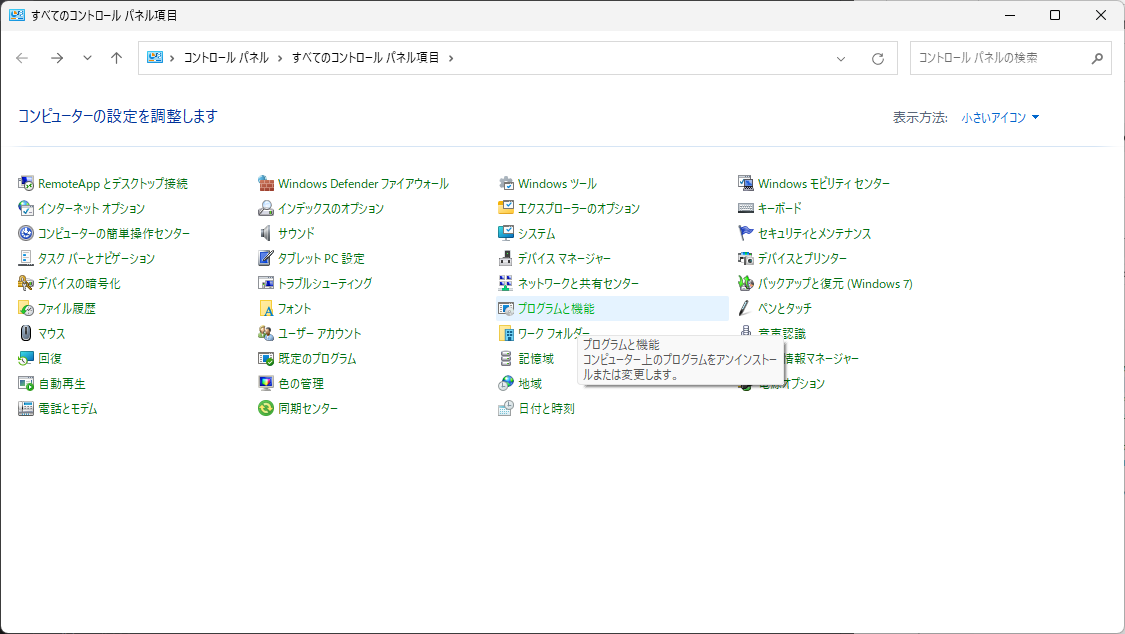 すべてのコントロール パネル項目
コントロール パネル
すべてのコントロール パネル項目
コントロール パネルの検索
コンピューターの設定を調整します
表示方法: 小さいアイコン
RemoteApp とデスクトップ接続
Windows Defender ファイアウォール
Windows ツール
Windows モビリティ センター
インターネット オプション
インデックスのオプション
エクスプローラーのオプション
キーボード
コンピューターの簡単操作センター
サウンド
システム
セキュリティとメンテナンス
タスク バーとナビゲーション
タブレット PC 設定
デバイス マネージャー
デバイスとプリンター
デバイスの暗号化
トラブルシューティング
ネットワークと共有センター
バックアップと復元 (Windows 7)
ファイル履歴
フォント
プログラムと機能
ペンとタッチ
マウス
ユーザー アカウント
ワーク フォルダー
音声認識
回復
既定のプログラム
記憶域
情報マネージャー
自動再生
色の管理
地域
電源オプション
電話とモデム
同期センター
日付と時刻
プログラムと機能
コンピューター上のプログラムをアンインストー
ルまたは変更します。